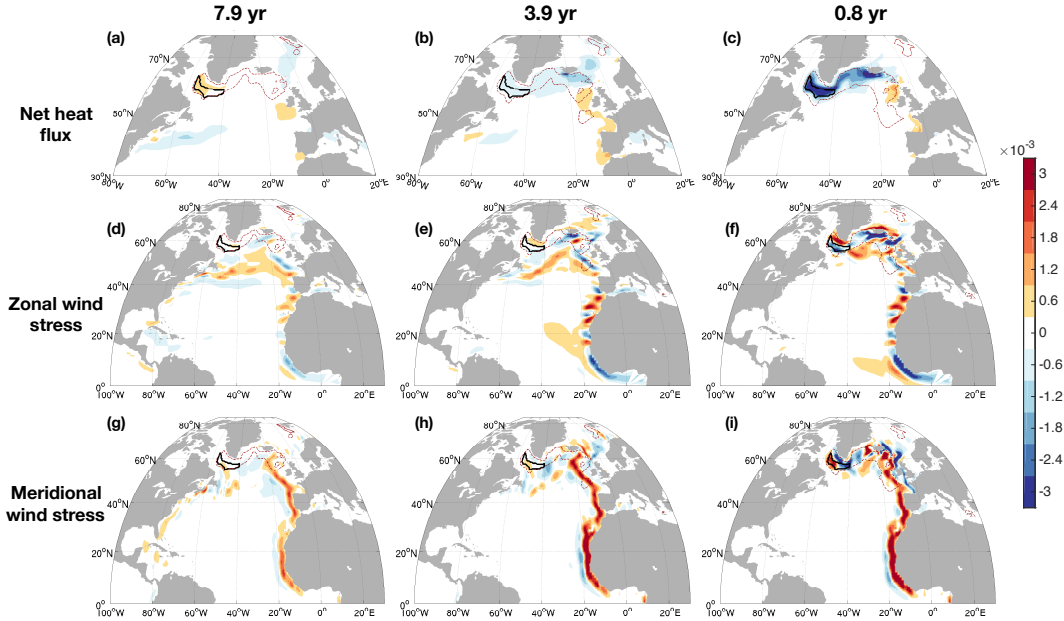 7.9 yr 3.9 yr 0.8 yr
(a) (b) (c)
70°N 70°N 70°N
Net heat
flux
50°N 50°N 50°N
30°N 30°N 30°N
80°W 60°W 40°W 20°W 0° 20°E 80°W 60°W 40°W 20°W 0° 20°E 80°W 60°W 40°W 20°W 0° 20°E
×10-3
3
2.4
1.8
1.2
0.6
0
-0.6
-1.2
-1.8
-2.4
-3
(d) (e) (f)
80°N 80°N 80°N
60°N 60°N 60°N
Zonal wind
stress
40°N 40°N 40°N
20°N 20°N 20°N
0° 0° 0°
100°W 80°W 60°W 40°W 20°W 0° 20°E 100°W 80°W 60°W 40°W 20°W 0° 20°E 100°W 80°W 60°W 40°W 20°W 0° 20°E
(g) (h) (i)
80°N 80°N 80°N
60°N 60°N 60°N
Meridional
wind stress
40°N 40°N 40°N
20°N 20°N 20°N
0° 0° 0°
100°W 80°W 60°W 40°W 20°W 0° 20°E 100°W 80°W 60°W 40°W 20°W 0° 20°E 100°W 80°W 60°W 40°W 20°W 0° 20°E